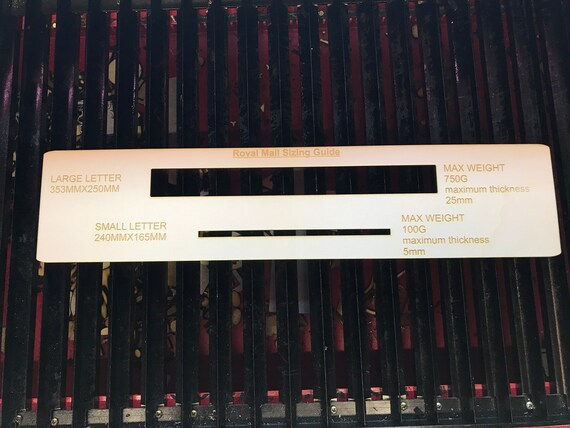 Royal Mail Sizing Guide
LARGE LETTER
353MMX250MM
MAX WEIGHT
750G
maximum thickness
25mm
SMALL LETTER
240MMX165MM
MAX WEIGHT
100G
maximum thickness
5mm